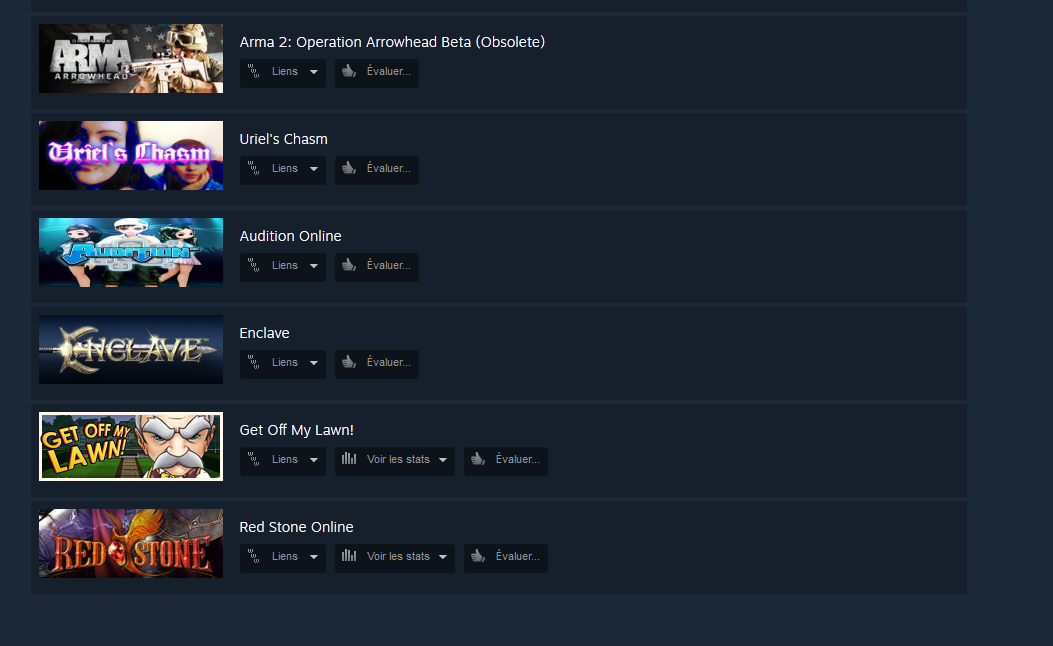 ARMA II
ARROWHEAD
Arma 2: Operation Arrowhead Beta (Obsolete)
Liens
Évaluer...
Uriel's Chasm
Uriel's Chasm
Liens
Évaluer...
AUDITION
Audition Online
Liens
Évaluer...
ENCLAVE
Enclave
Liens
Évaluer...
GET OFF MY
LAWN!
Get Off My Lawn!
Liens
Voir les stats
Évaluer...
RED STONE
Red Stone Online
Liens
Voir les stats
Évaluer...